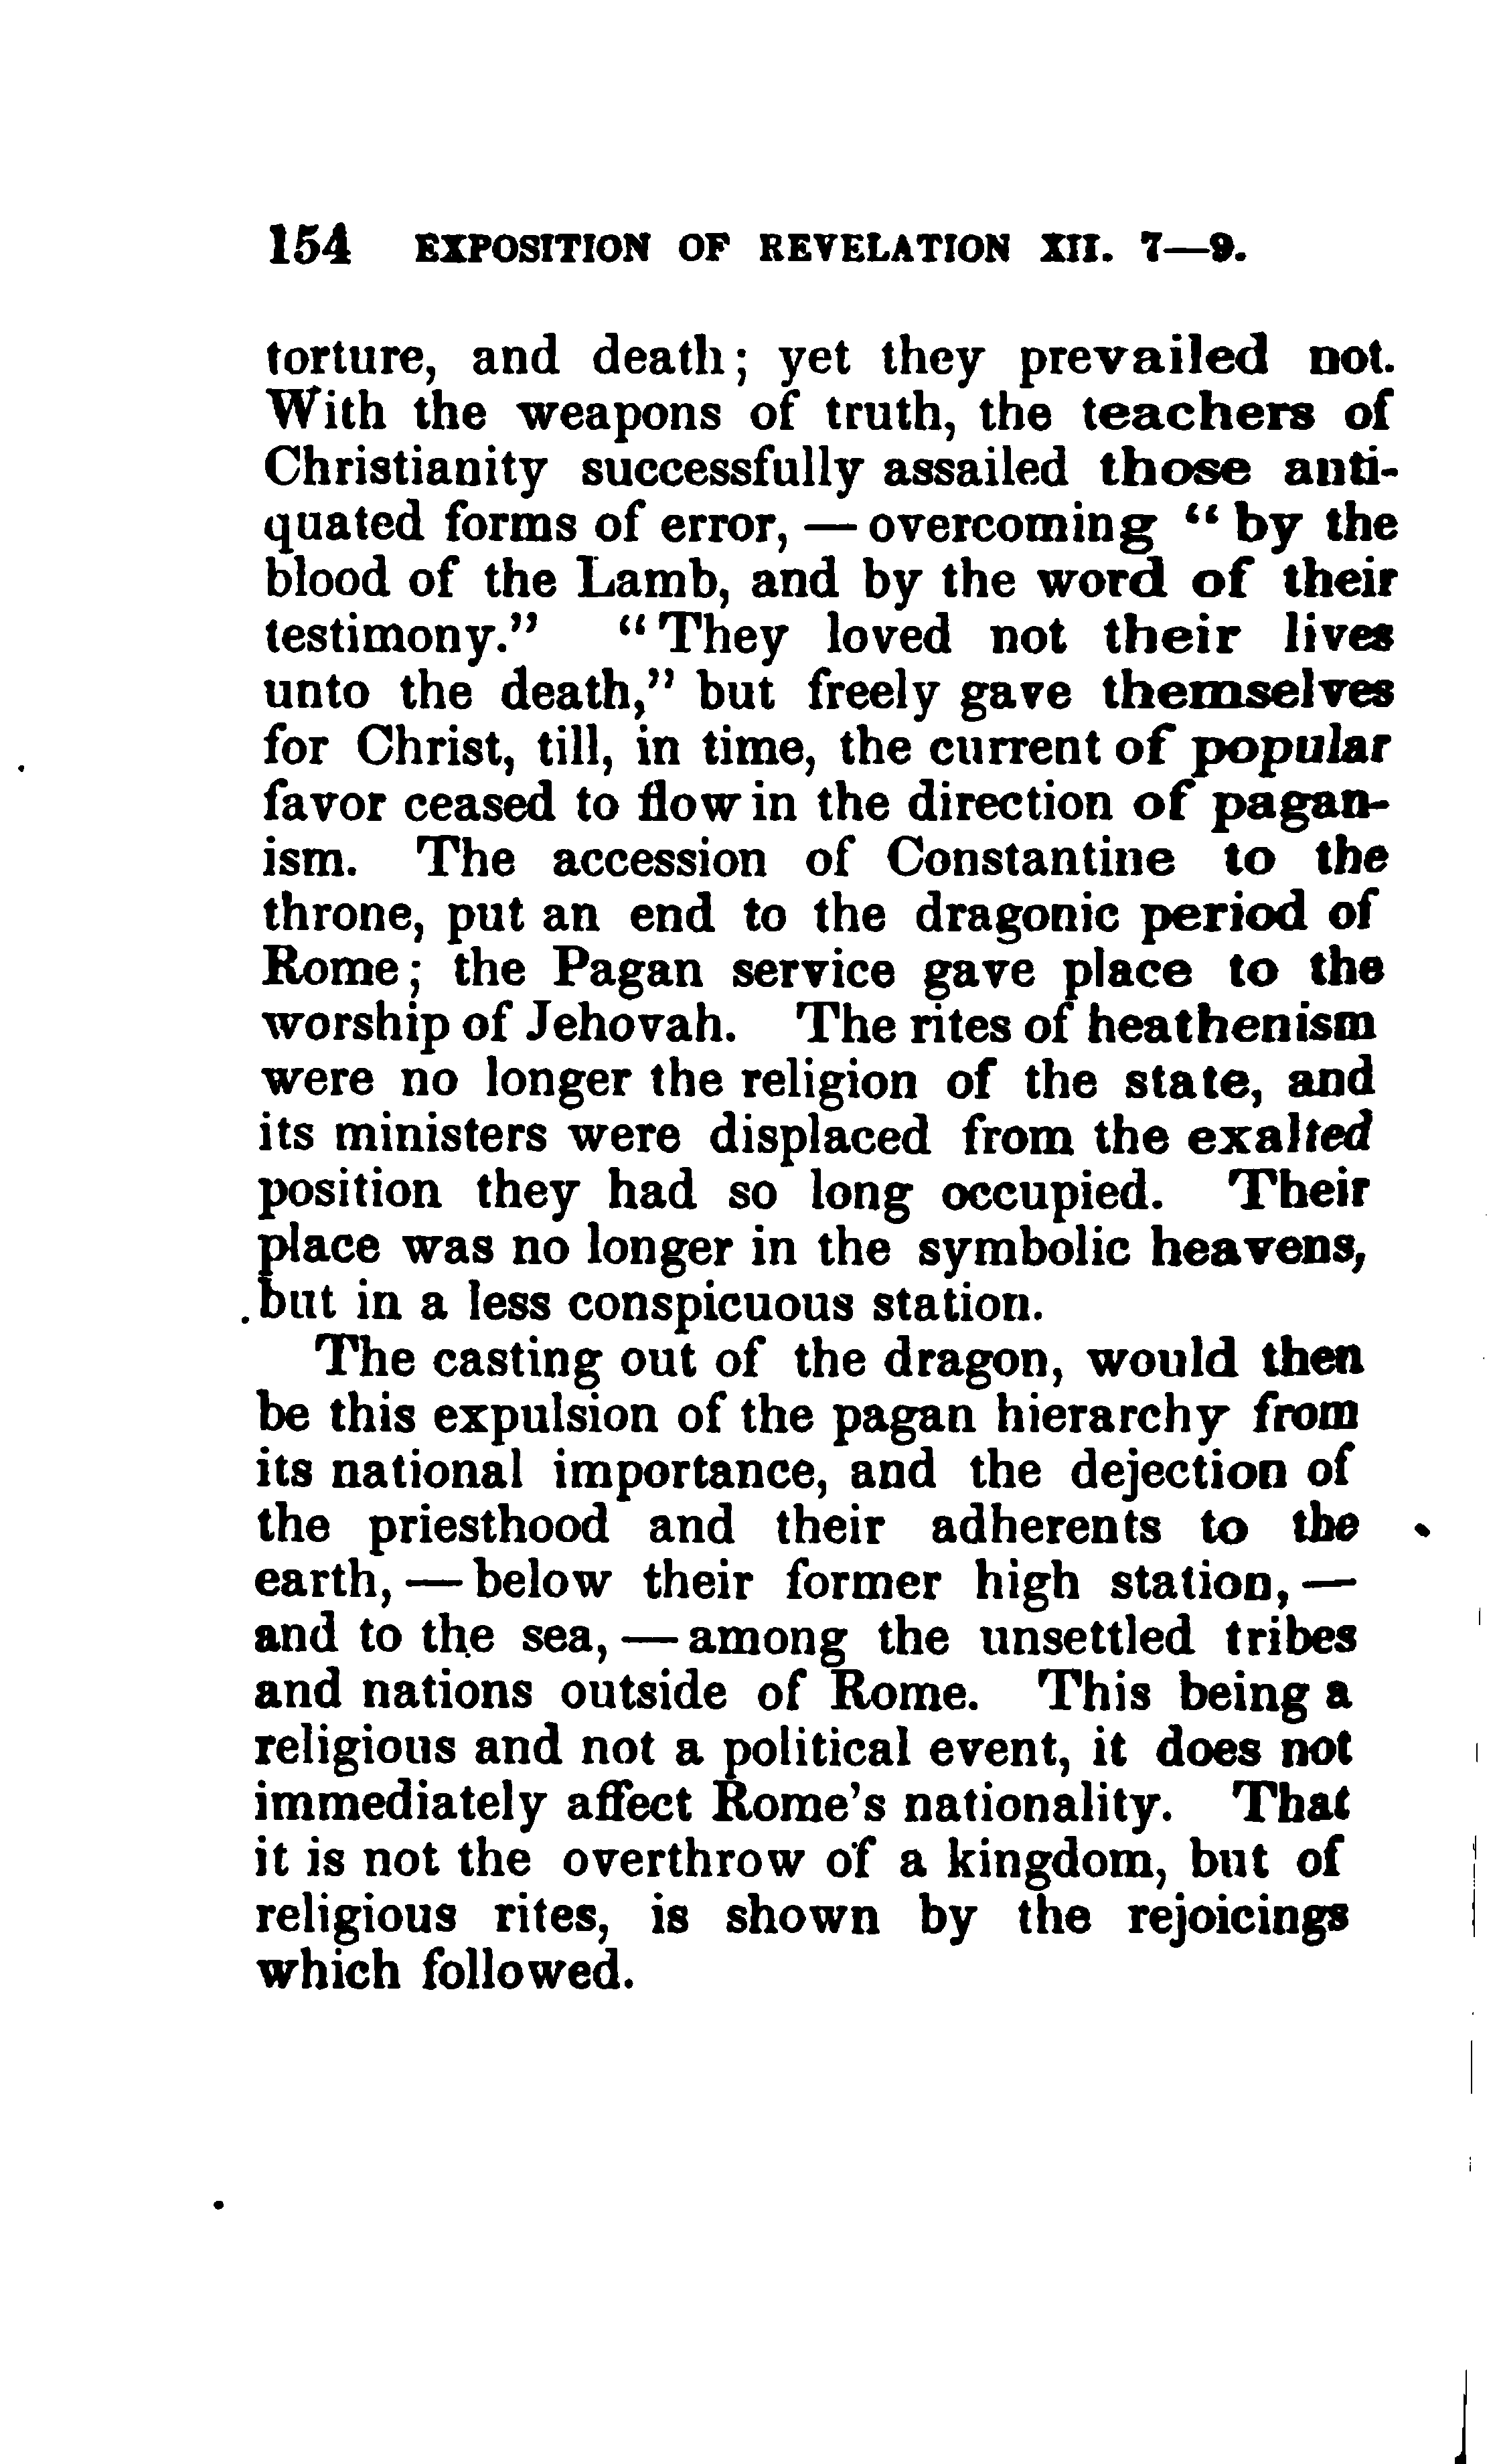 154 EXPOSITION OF REVELATION XII. 7—9.
torture, and death; yet they prevailed not.
With the weapons of truth, the teachers of
Christianity successfully assailed those anti-
quated forms of error, — overcoming “ by the
blood of the Lamb, and by the word of their
testimony.” “ They loved not their lives
unto the death,” but freely gave themselves
for Christ, till, in time, the current of popular
favor ceased to flow in the direction of pagan-
ism. The accession of Constantine to the
throne, put an end to the dragonic period of
Rome; the Pagan service gave place to the
worship of Jehovah. The rites of heathenism
were no longer the religion of the state, and
its ministers were displaced from the exalted
position they had so long occupied. Their
place was no longer in the symbolic heavens,
but in a less conspicuous station.
The casting out of the dragon, would then
be this expulsion of the pagan hierarchy from
its national importance, and the dejection of
the priesthood and their adherents to the
earth, — below their former high station, —
and to the sea, — among the unsettled tribes
and nations outside of Rome. This being a
religious and not a political event, it does not
immediately affect Rome's nationality. That
it is not the overthrow of a kingdom, but of
religious rites, is shown by the rejoicings
which followed.